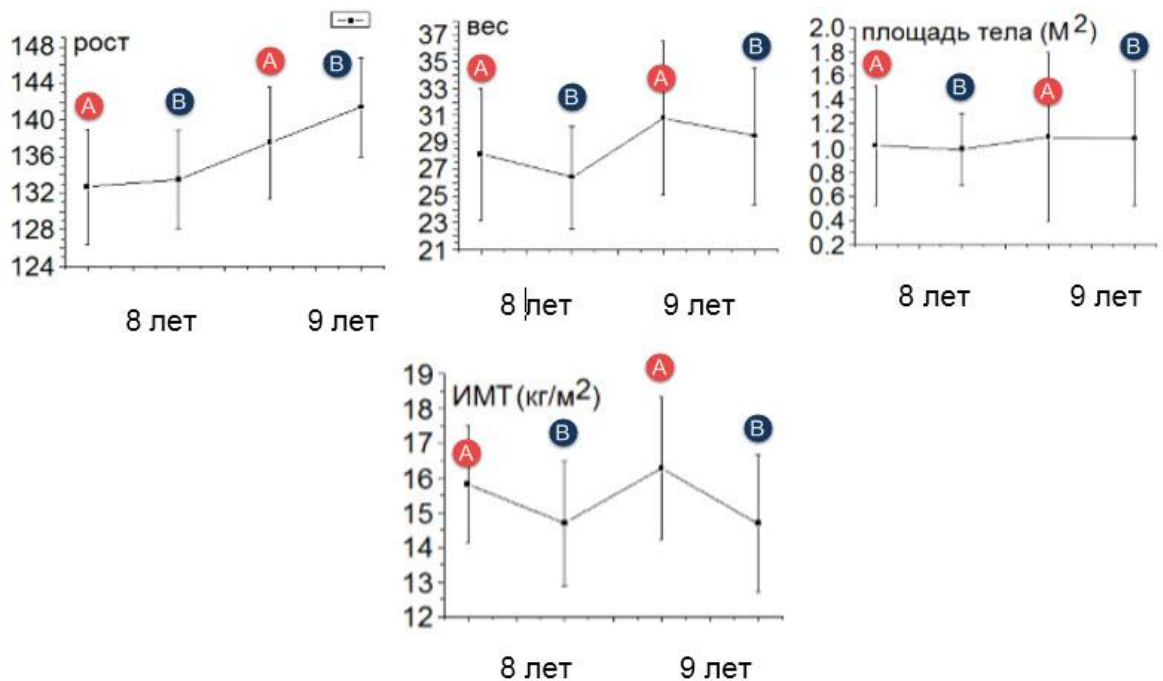 рост
148
144
140
136
132
128
124
A
B
A
B
8 лет
9 лет
вес
37
35
33
31
29
27
25
23
21
A
B
A
B
8 лет
9 лет
площадь тела (М²)
2.0
1.8
1.6
1.4
1.2
1.0
0.8
0.6
0.4
0.2
A
B
A
B
8 лет
9 лет
ИМТ (кг/м²)
19
18
17
16
15
14
13
12
A
B
A
B
8 лет
9 лет